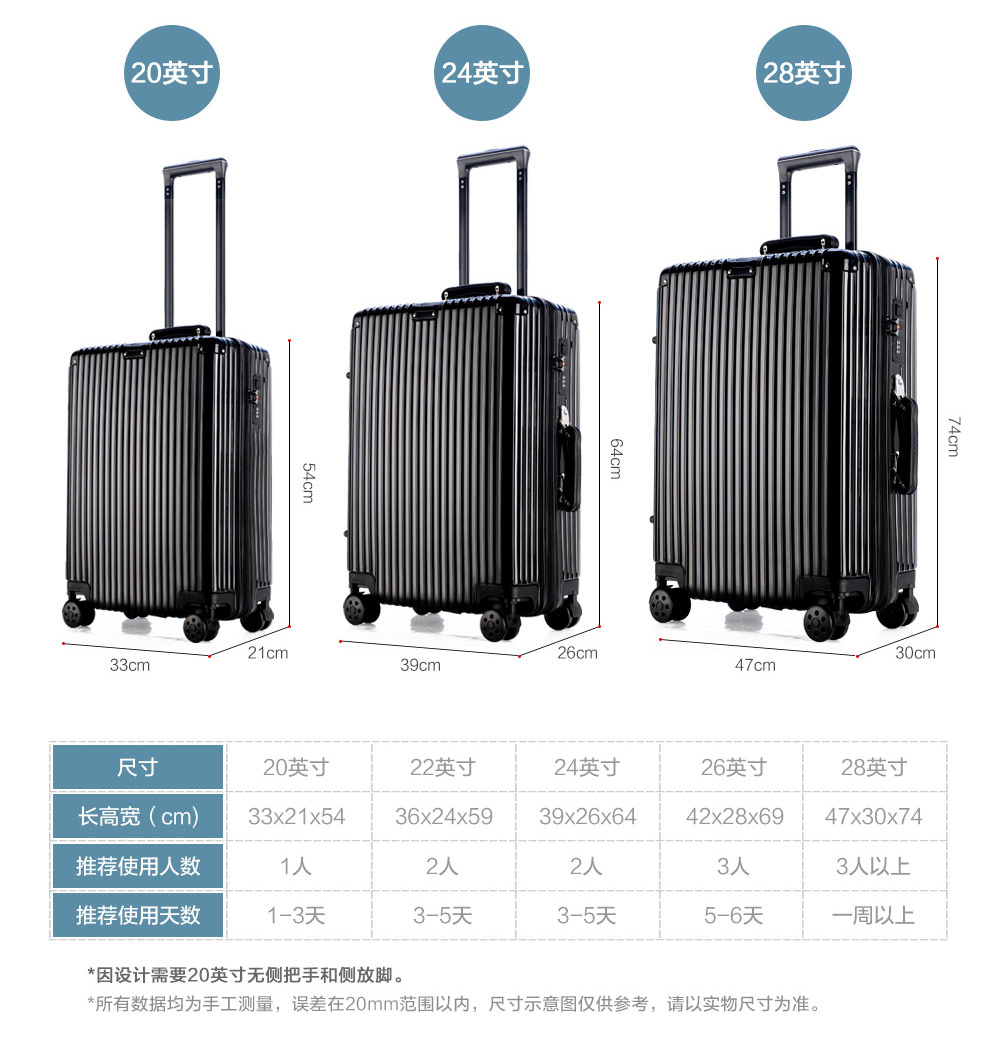 20英寸
24英寸
28英寸
54cm
64cm
74cm
33cm
21cm
39cm
26cm
47cm
30cm
尺寸 20英寸 22英寸 24英寸 26英寸 28英寸
长高宽（cm) 33x21x54 36x24x59 39x26x64 42x28x69 47x30x74
推荐使用人数 1人 2人 2人 3人 3人以上
推荐使用天数 1-3天 3-5天 3-5天 5-6天 一周以上
*因设计需要20英寸无侧把手和侧放脚。
*所有数据均为手工测量，误差在20mm范围以内，尺寸示意图仅供参考，请以实物尺寸为准。